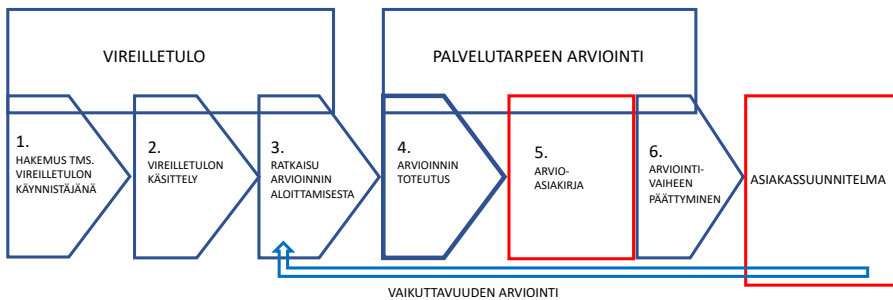 VIREILLETULO
PALVELUTARPEEN ARVIOINTI
1.
HAKEMUS TMS.
VIREILLETULON
KÄYNNISTÄJÄNÄ
2.
VIREILLETULON
KÄSITTELY
3.
RATKAISU
ARVIOINNIN
ALOITTAMISESTA
4.
ARVIOINNIN
TOTEUTUS
5.
ARVIO-
ASIAKIRJA
6.
ARVIOINTI-
VAIHEEN
PÄÄTTYMINEN
ASIAKASSUUNNITELMA
VAIKUTTAVUUDEN ARVIOINTI